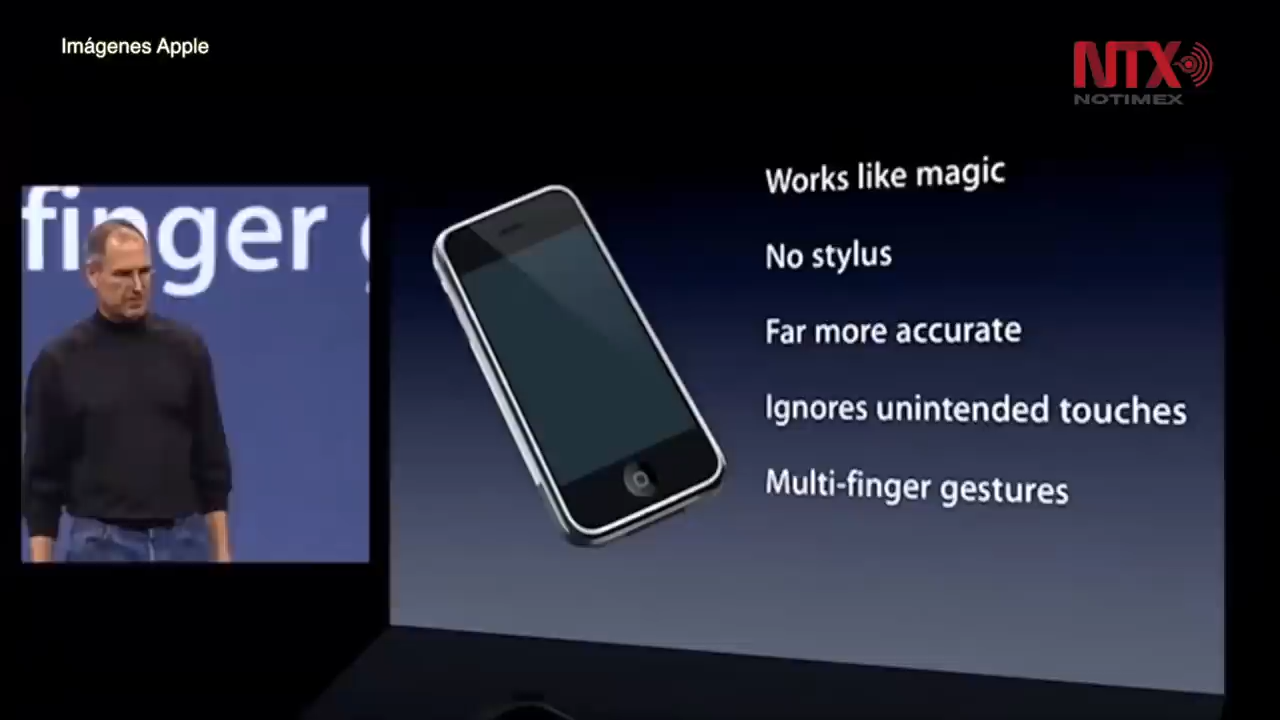 Imágenes Apple
NTX
NOTIMEX
finger
Works like magic
No stylus
Far more accurate
Ignores unintended touches
Multi-finger gestures